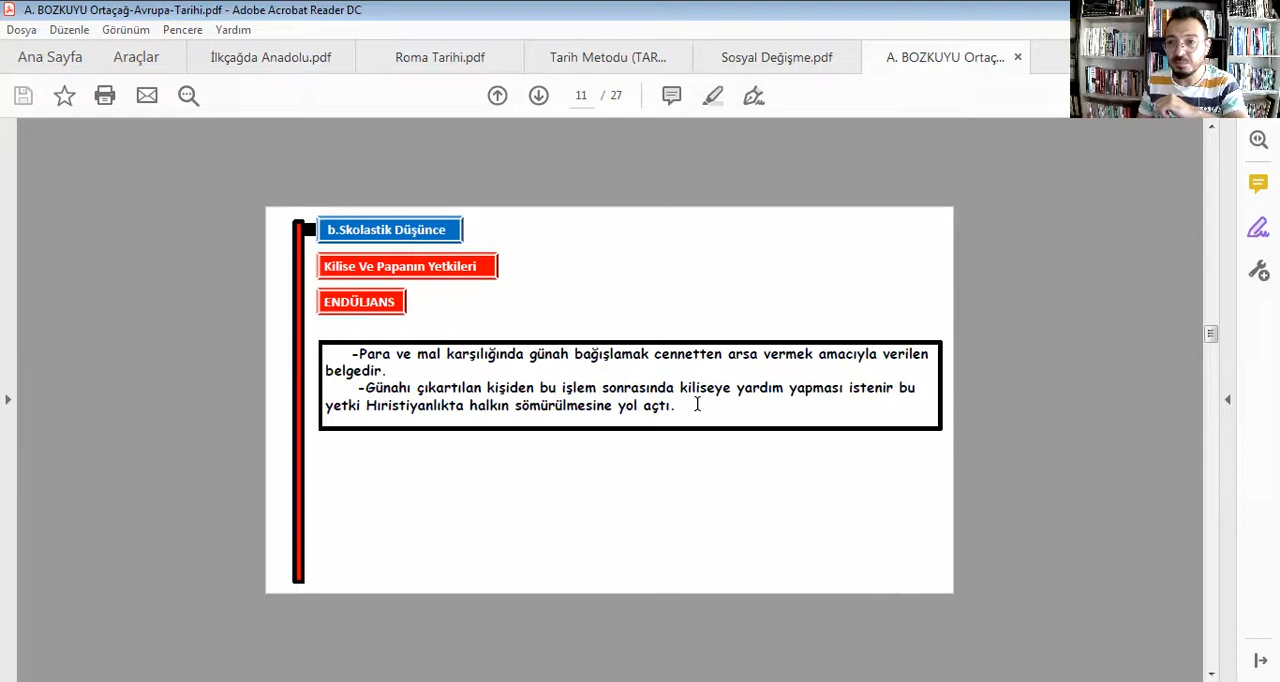 A. BOZKUYU Ortaçağ-Avrupa-Tarihi.pdf - Adobe Acrobat Reader DC
Dosya Düzenle Görünüm Pencere Yardım
Ana Sayfa Araçlar İlkçağda Anadolu.pdf Roma Tarihi. Tarih Metodu (TAR... Sosyal Değişme.pdf A. BOZKUYU Ortaç... ×
11 / 27
b.Skolastik Düşünce
Kilise Ve Papanın Yetkileri
ENDÜLJANS
-Para ve mal karşılığında günah bağışlamak cennetten arsa vermek amacıyla verilen
belgedir.
-Günahı çıkartılan kişiden bu işlem sonrasında kiliseye yardım yapması istenir bu
yetki Hıristiyanlıkta halkın sömürülmesine yol açtı.